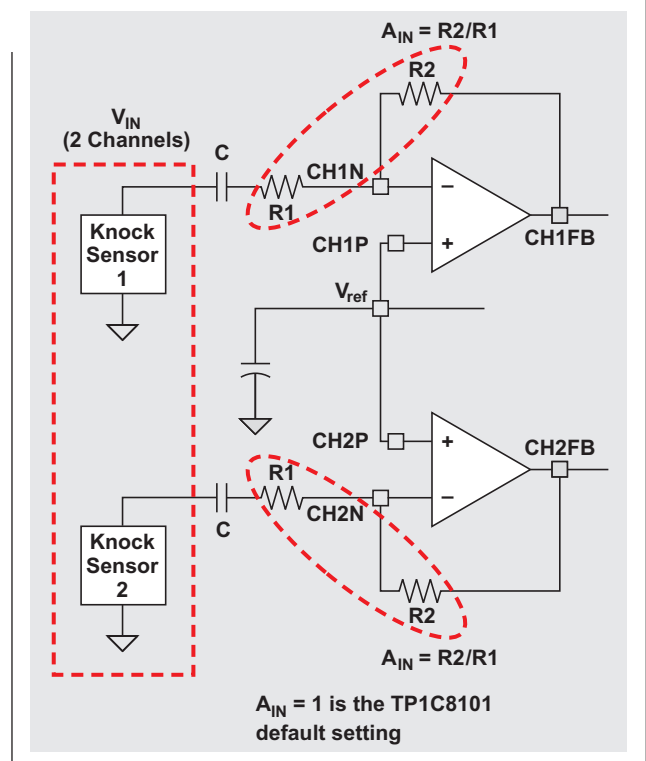 A_IN = R2/R1
R2
V_IN
(2 Channels)
C
CH1N
R1
Knock
Sensor
1
CH1P
CH1FB
V_ref
CH2P
CH2FB
R1
CH2N
C
Knock
Sensor
2
R2
A_IN = R2/R1
A_IN = 1 is the TP1C8101
default setting
−
+
+
−